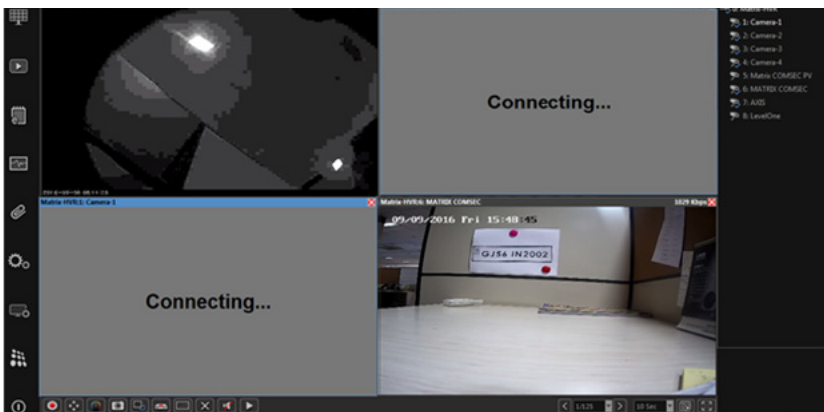 0: Matrix-HVR
1: Camera-1
2: Camera-2
3: Camera-3
4: Camera-4
5: Matrix COMSEC PV
6: MATRIX COMSEC
7: AXIS
8: LevelOne
Connecting...
Matrix-HVR:1: Camera-1
Connecting...
Matrix-HVR:6: MATRIX COMSEC 1029 Kbps
09/09/2016 Fri 15:48:45
GJ56 IN2002
1/125
10 Sec